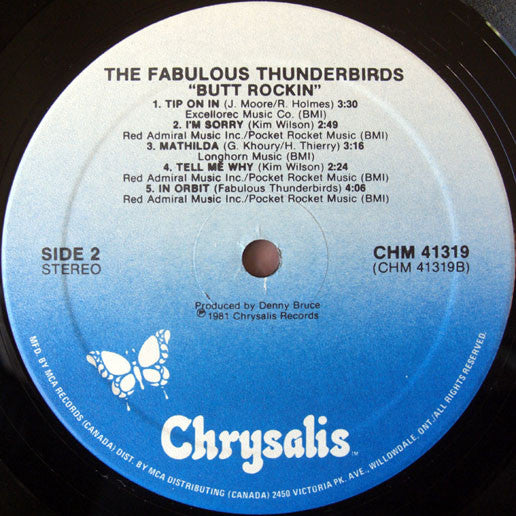 THE FABULOUS THUNDERBIRDS
"BUTT ROCKIN"
1. TIP ON IN (J. Moore/R. Holmes) 3:30
Excellorec Music Co. (BMI)
2. I'M SORRY (Kim Wilson) 2:49
Red Admiral Music Inc./Pocket Rocket Music (BMI)
3. MATHILDA (G. Khoury/H. Thierry) 3:16
Longhorn Music (BMI)
4. TELL ME WHY (Kim Wilson) 2:24
Red Admiral Music Inc./Pocket Rocket Music (BMI)
5. IN ORBIT (Fabulous Thunderbirds) 4:06
Red Admiral Music Inc./Pocket Rocket Music (BMI)
SIDE 2
STEREO
CHM 41319
(CHM 41319B)
Produced by Denny Bruce
℗ 1981 Chrysalis Records
Chrysalis™
MFD. BY MCA RECORDS (CANADA) DIST. BY MCA DISTRIBUTING (CANADA) 2450 VICTORIA PK. AVE., WILLOWDALE, ONT./ALL RIGHTS RESERVED.